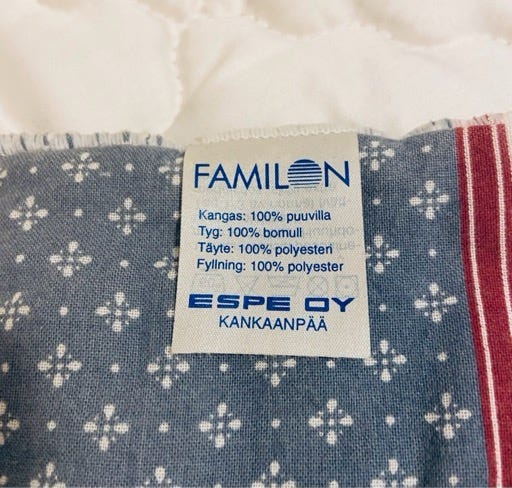 FAMILON
Kangas: 100% puuvilla
Tyg: 100% bomull
Täyte: 100% polyesteri
Fyllning: 100% polyester
ESPE OY
KANKAANPÄÄ